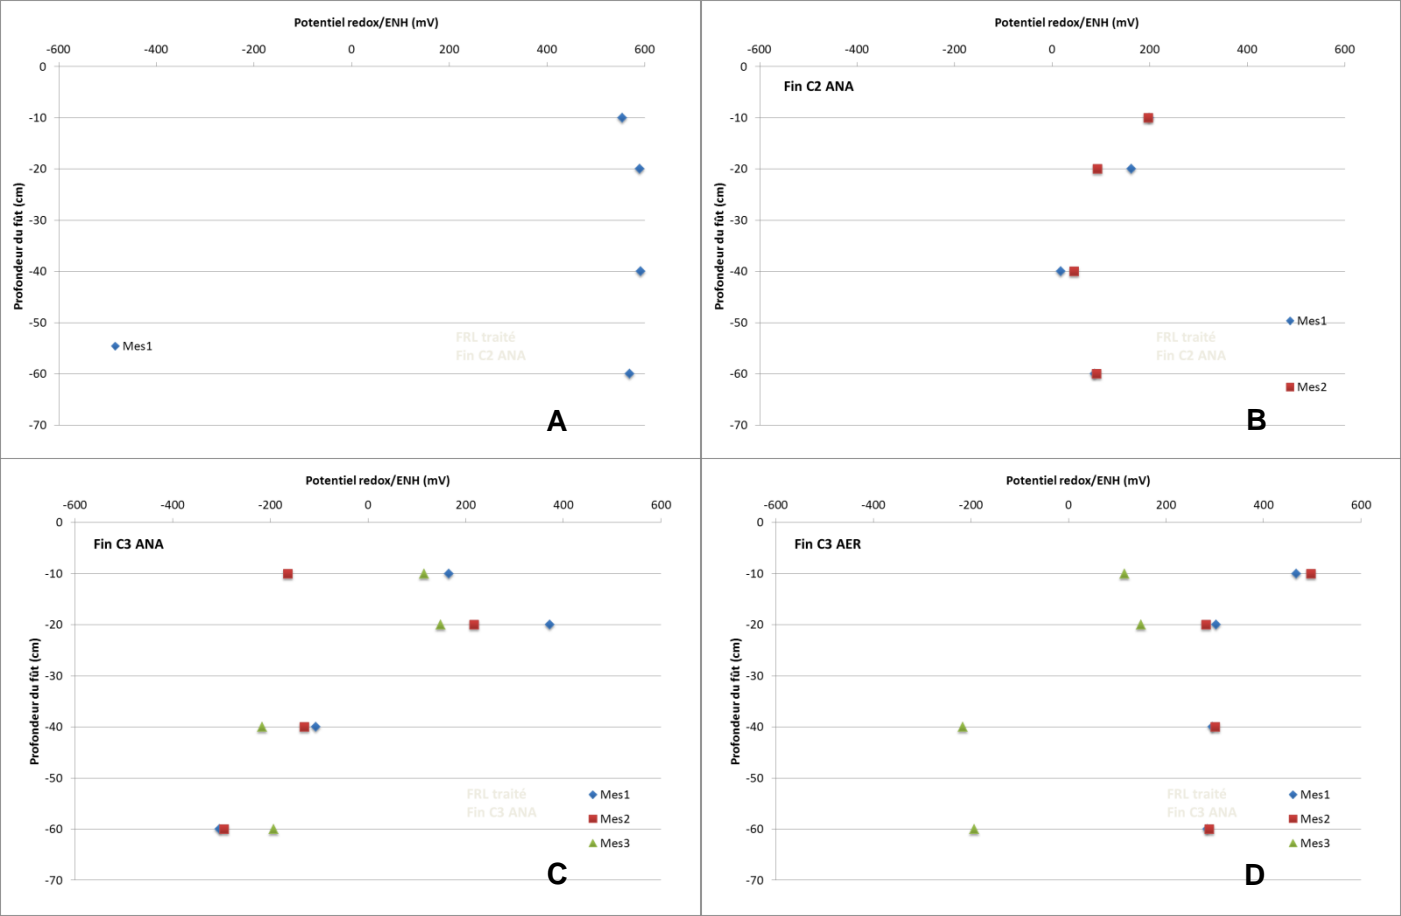 Potentiel redox/ENH (mV)
-600 -400 -200 0 200 400 600
0
-10
-20
-30
-40
-50
-60
-70
Profondeur du fût (cm)
Mes1
FRL traité
Fin C2 ANA
A
Potentiel redox/ENH (mV)
-600 -400 -200 0 200 400 600
0
Fin C2 ANA
-10
-20
-30
-40
-50
-60
-70
Profondeur du fût (cm)
Mes1
FRL traité
Fin C2 ANA
Mes2
B
Potentiel redox/ENH (mV)
-600 -400 -200 0 200 400 600
0
Fin C3 ANA
-10
-20
-30
-40
-50
-60
-70
Profondeur du fût (cm)
FRL traité
Fin C3 ANA
Mes1
Mes2
Mes3
C
Potentiel redox/ENH (mV)
-600 -400 -200 0 200 400 600
0
Fin C3 AER
-10
-20
-30
-40
-50
-60
-70
Profondeur du fût (cm)
FRL traité
Fin C3 ANA
Mes1
Mes2
Mes3
D